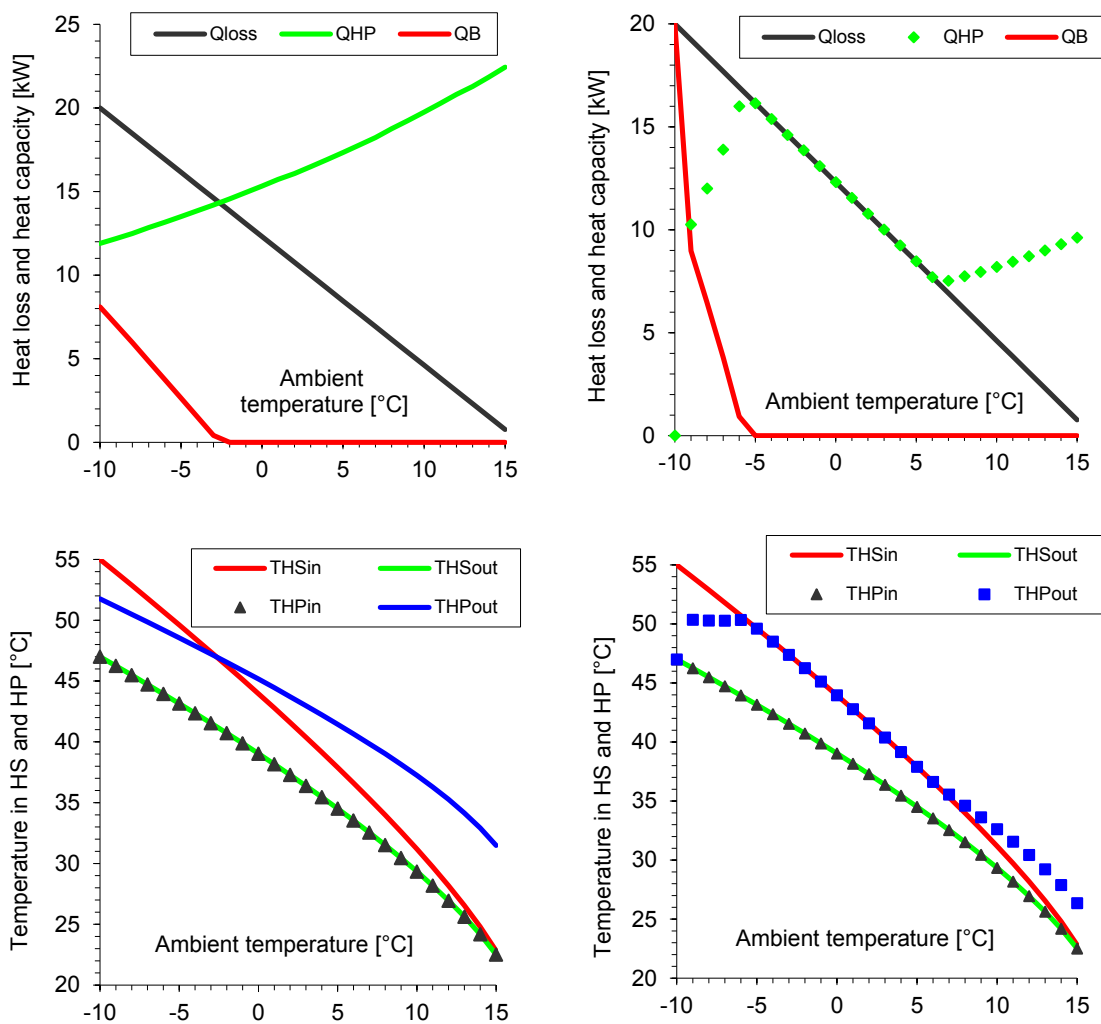 Qloss QHP QB
Heat loss and heat capacity [kW]
25
20
15
10
5
0
Ambient
temperature [°C]
-10 -5 0 5 10 15
Qloss QHP QB
Heat loss and heat capacity [kW]
20
15
10
5
0
Ambient temperature [°C]
-10 -5 0 5 10 15
THSin THSout
THPin THPout
Temperature in HS and HP [°C]
55
50
45
40
35
30
25
20
Ambient temperature [°C]
-10 -5 0 5 10 15
THSin THSout
THPin THPout
Temperature in HS and HP [°C]
55
50
45
40
35
30
25
20
Ambient temperature [°C]
-10 -5 0 5 10 15